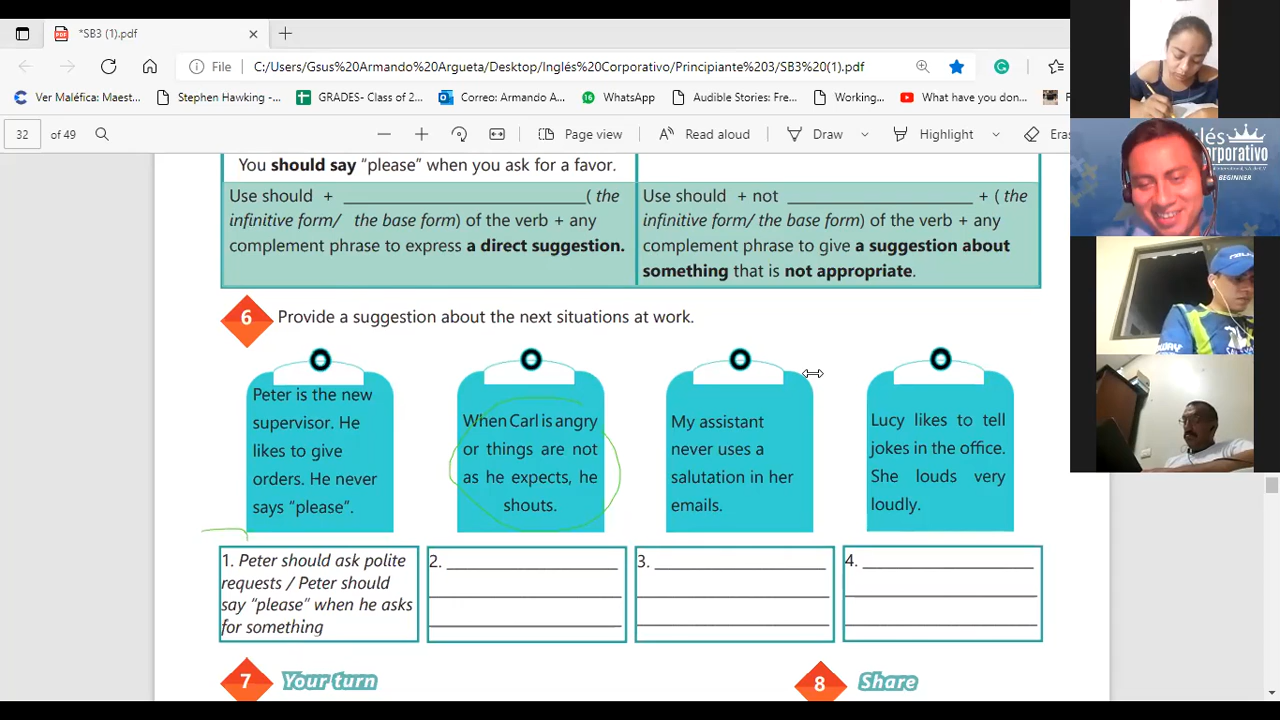 *SB3 (1).pdf
File C:/Users/Gsus%20Armando%20Argueta/Desktop/Inglés%20Corporativo/Principiante%203/SB3%20(1).pdf
Ver Maléfica: Maest... Stephen Hawking -... GRADES- Class of 2... Correo: Armando A... WhatsApp Audible Stories: Fre... Working... What have you don...
32 of 49 Page view Read aloud Draw Highlight Eras
You should say “please” when you ask for a favor.
Use should + ______________________( the
infinitive form/ the base form) of the verb + any
complement phrase to express a direct suggestion.
Use should + not _________________ + ( the
infinitive form/ the base form) of the verb + any
complement phrase to give a suggestion about
something that is not appropriate.
6 Provide a suggestion about the next situations at work.
Peter is the new
supervisor. He
likes to give
orders. He never
says “please”.
When Carl is angry
or things are not
as he expects, he
shouts.
My assistant
never uses a
salutation in her
emails.
Lucy likes to tell
jokes in the office.
She louds very
loudly.
1. Peter should ask polite
requests / Peter should
say “please” when he asks
for something
2. ________________
3. ________________
4. ________________
7 Your turn
8 Share
lés
orporativo
BEGINNER